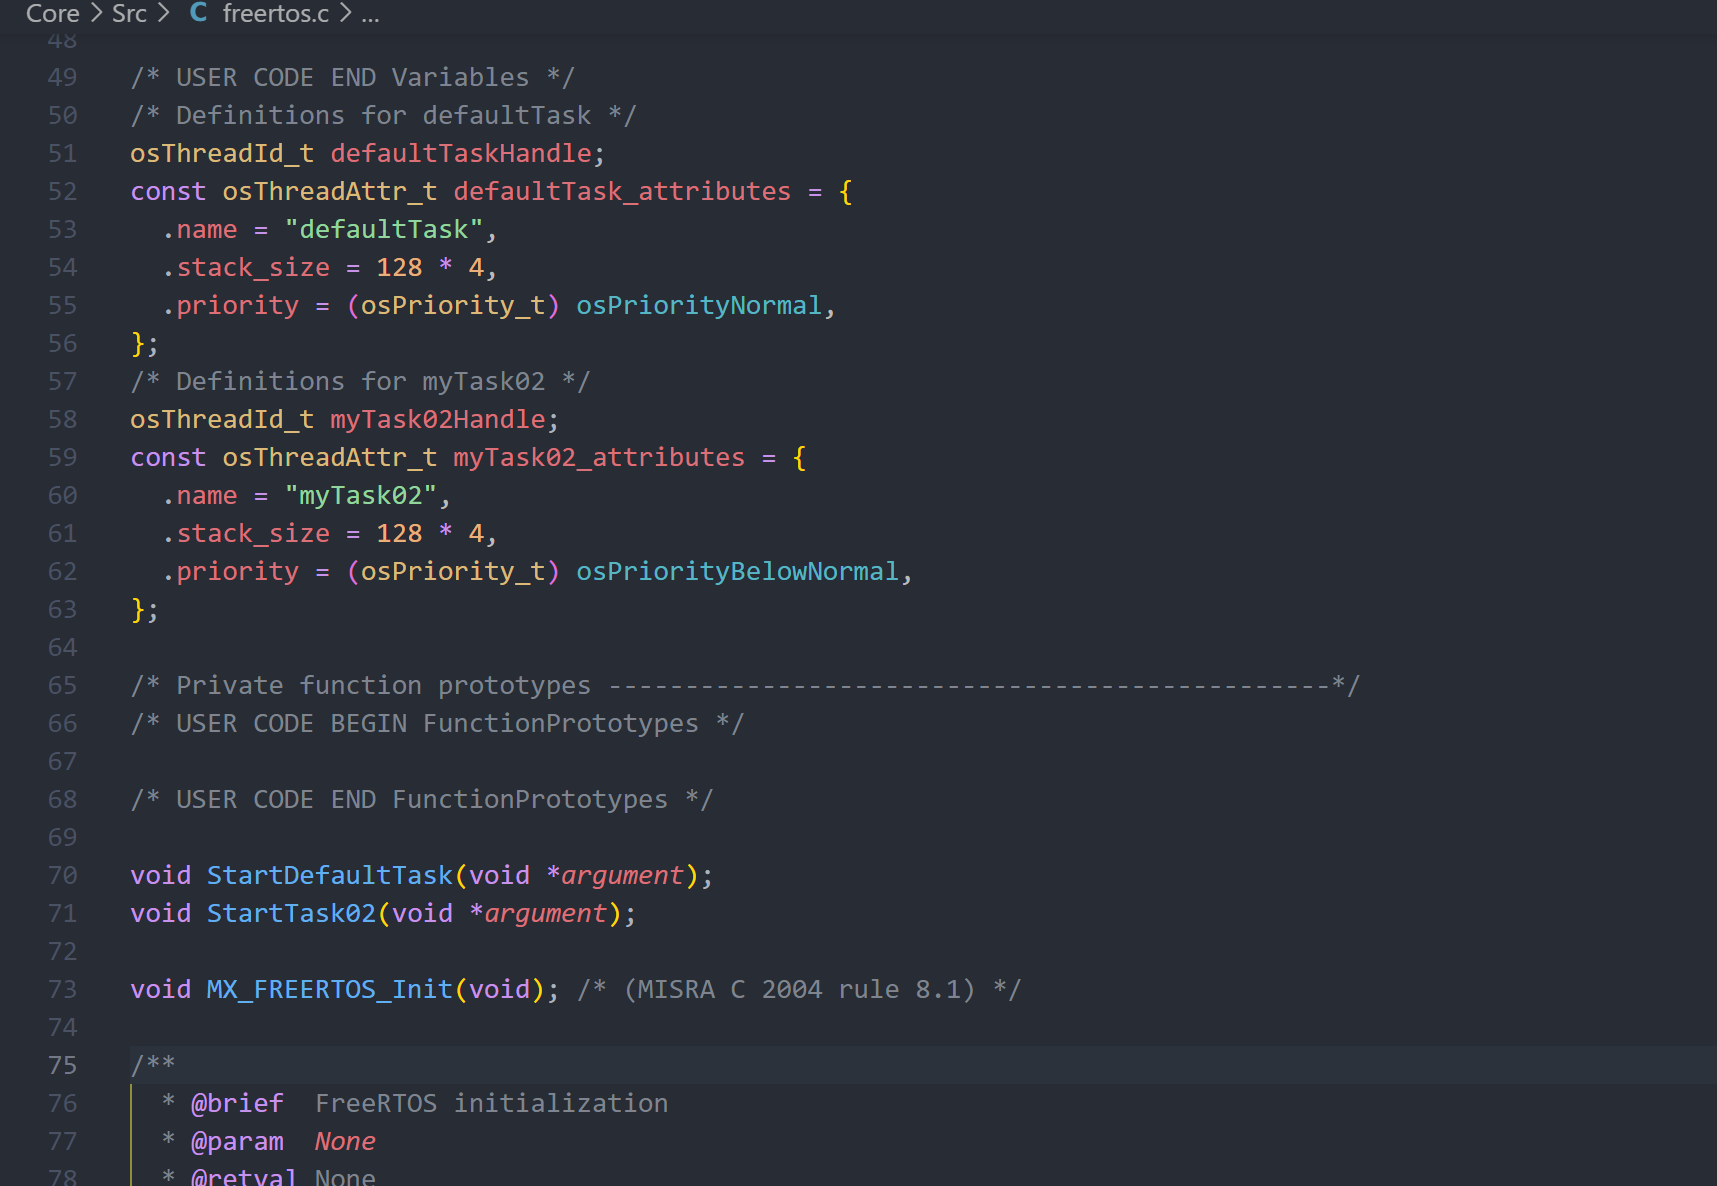 Core > Src > C freertos.c > ...
48
49 /* USER CODE END Variables */
50 /* Definitions for defaultTask */
51 osThreadId_t defaultTaskHandle;
52 const osThreadAttr_t defaultTask_attributes = {
53   .name = "defaultTask",
54   .stack_size = 128 * 4,
55   .priority = (osPriority_t) osPriorityNormal,
56 };
57 /* Definitions for myTask02 */
58 osThreadId_t myTask02Handle;
59 const osThreadAttr_t myTask02_attributes = {
60   .name = "myTask02",
61   .stack_size = 128 * 4,
62   .priority = (osPriority_t) osPriorityBelowNormal,
63 };
64
65 /* Private function prototypes -----------------------------------------------*/
66 /* USER CODE BEGIN FunctionPrototypes */
67
68 /* USER CODE END FunctionPrototypes */
69
70 void StartDefaultTask(void *argument);
71 void StartTask02(void *argument);
72
73 void MX_FREERTOS_Init(void); /* (MISRA C 2004 rule 8.1) */
74
75 /**
76   * @brief  FreeRTOS initialization
77   * @param  None
78   * @retval None